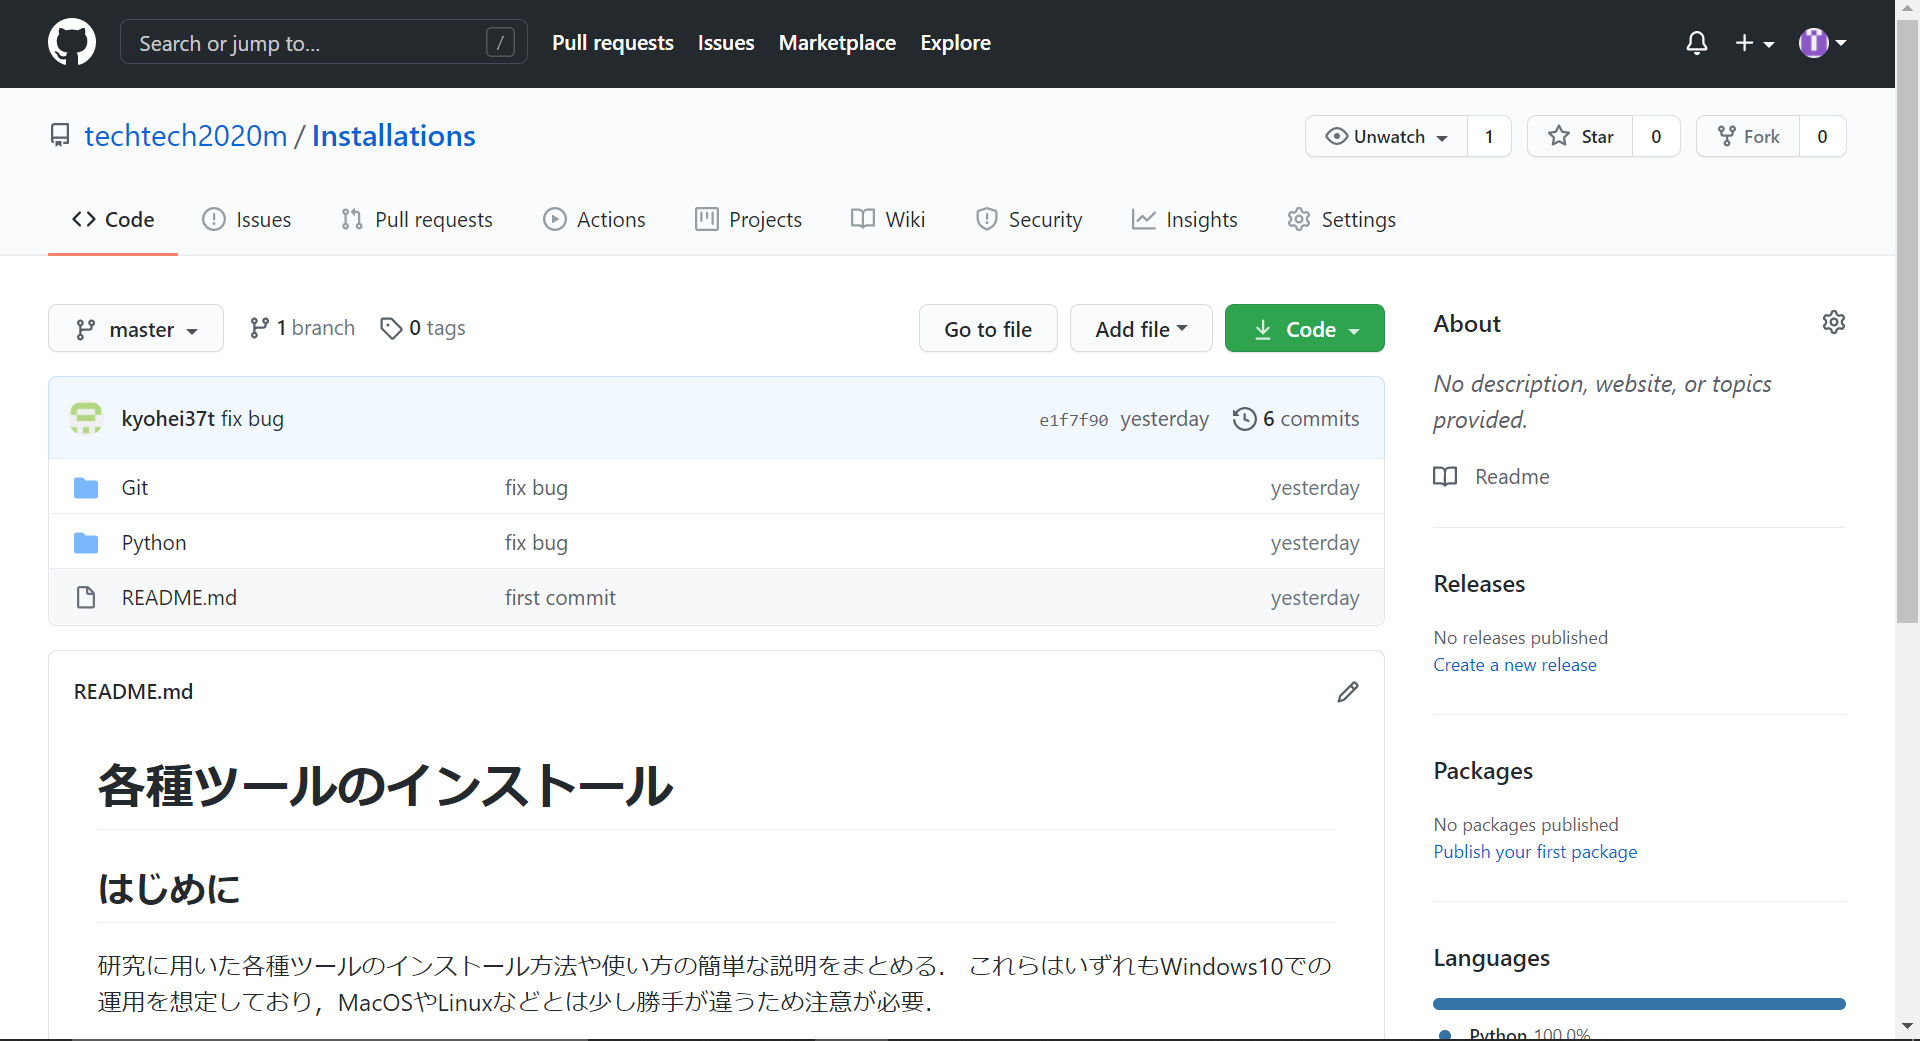 Search or jump to... /
Pull requests Issues Marketplace Explore
techtech2020m / Installations
Unwatch 1 Star 0 Fork 0
Code Issues Pull requests Actions Projects Wiki Security Insights Settings
master 1 branch 0 tags Go to file Add file Code
kyohei37t fix bug e1f7f90 yesterday 6 commits
Git fix bug yesterday
Python fix bug yesterday
README.md first commit yesterday
README.md
各種ツールのインストール
はじめに
研究に用いた各種ツールのインストール方法や使い方の簡単な説明をまとめる． これらはいずれもWindows10での
運用を想定しており，MacOSやLinuxなどとは少し勝手が違うため注意が必要．
About
No description, website, or topics
provided.
Readme
Releases
No releases published
Create a new release
Packages
No packages published
Publish your first package
Languages
Python 100.0%